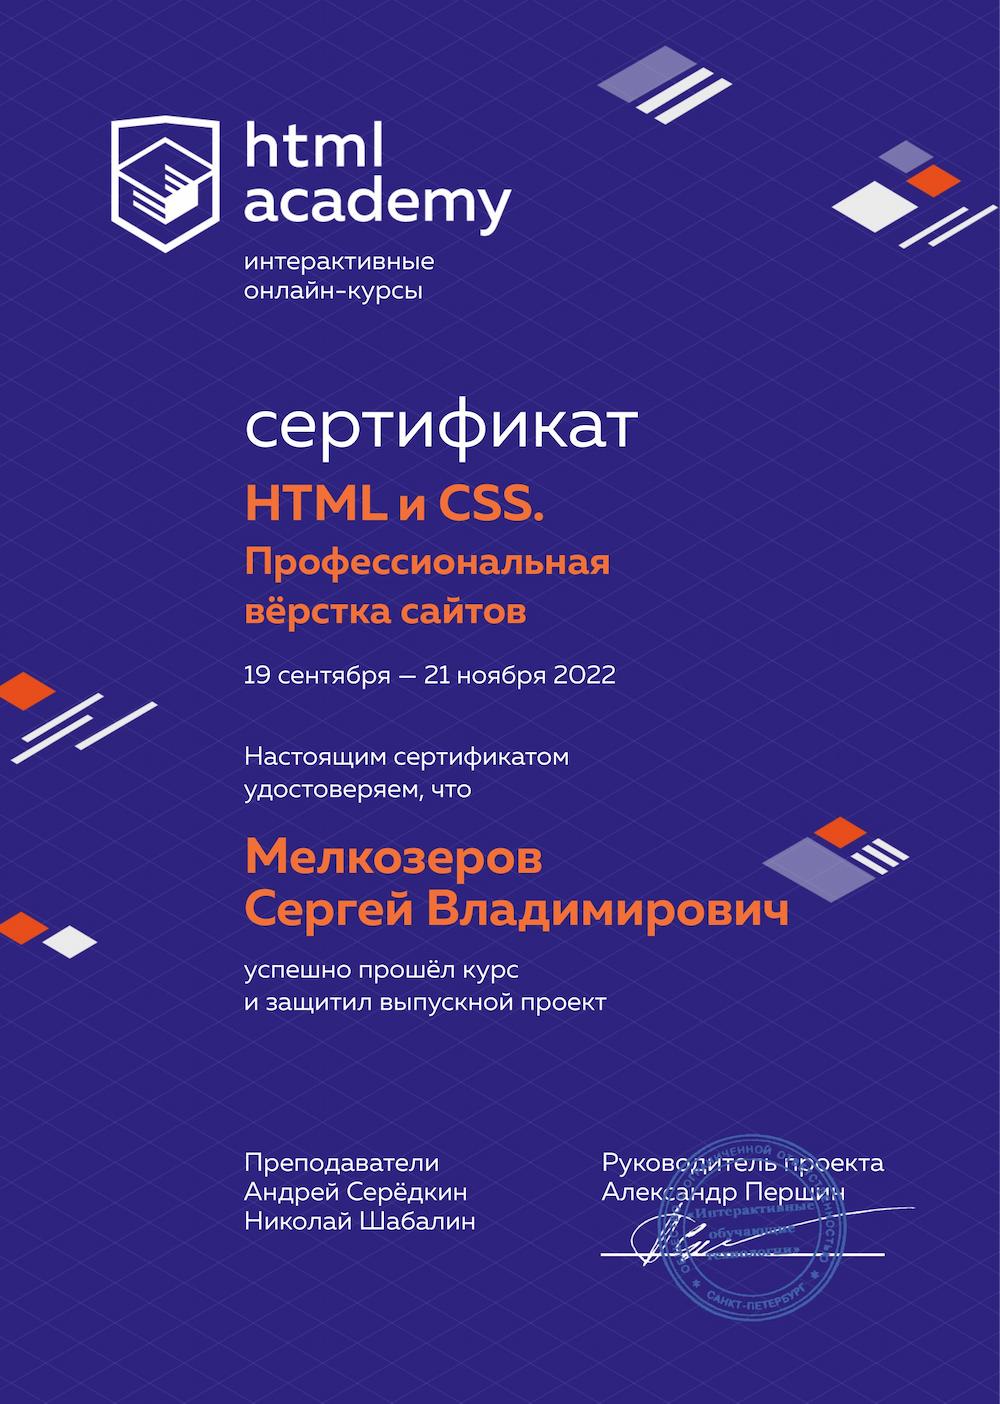 html
academy
интерактивные
онлайн-курсы
сертификат
HTML и CSS.
Профессиональная
вёрстка сайтов
19 сентября — 21 ноября 2022
Настоящим сертификатом
удостоверяем, что
Мелкозеров
Сергей Владимирович
успешно прошёл курс
и защитил выпускной проект
Преподаватели
Андрей Серёдкин
Николай Шабалин
Руководитель проекта
Александр Першин
«Интерактивные
обучающие
технологии»
САНКТ-ПЕТЕРБУРГ